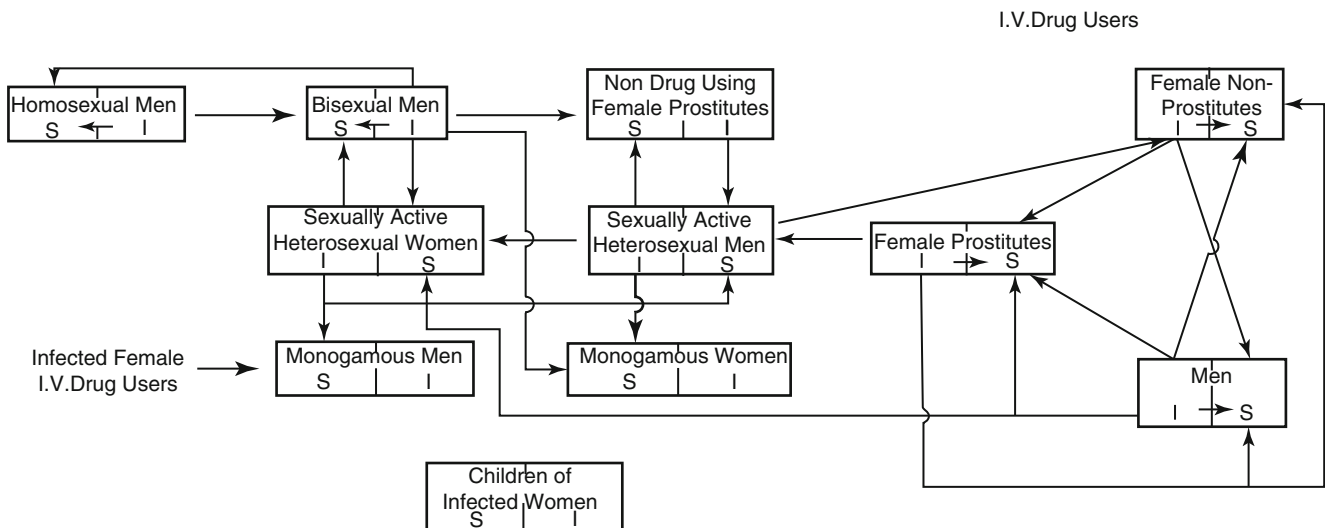 I.V.Drug Users
Homosexual Men
S I
Bisexual Men
S I
Non Drug Using
Female Prostitutes
S I
Female Non-
Prostitutes
I S
Sexually Active
Heterosexual Women
I S
Sexually Active
Heterosexual Men
I S
Female Prostitutes
I S
Infected Female
I.V.Drug Users
Monogamous Men
S I
Monogamous Women
S I
Men
I S
Children of
Infected Women
S I